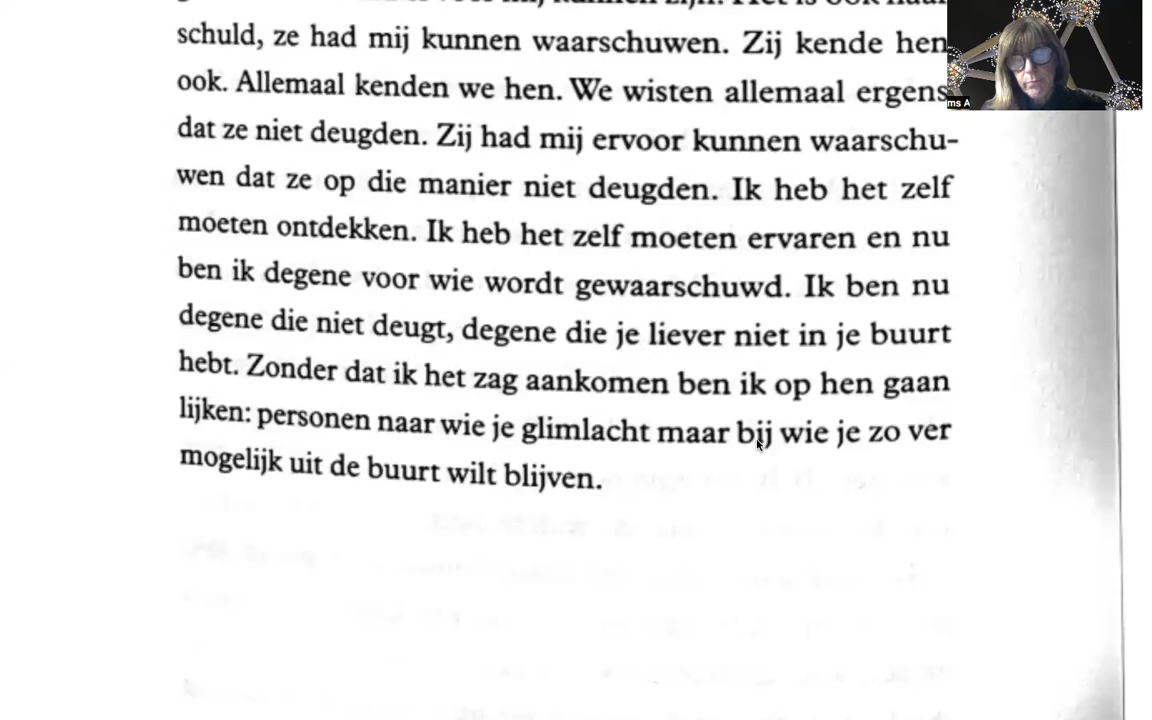 schuld, ze had mij kunnen waarschuwen. Zij kende hen
ook. Allemaal kenden we hen. We wisten allemaal ergens
dat ze niet deugden. Zij had mij ervoor kunnen waarschu-
wen dat ze op die manier niet deugden. Ik heb het zelf
moeten ontdekken. Ik heb het zelf moeten ervaren en nu
ben ik degene voor wie wordt gewaarschuwd. Ik ben nu
degene die niet deugt, degene die je liever niet in je buurt
hebt. Zonder dat ik het zag aankomen ben ik op hen gaan
lijken: personen naar wie je glimlacht maar bij wie je zo ver
mogelijk uit de buurt wilt blijven.
ms A